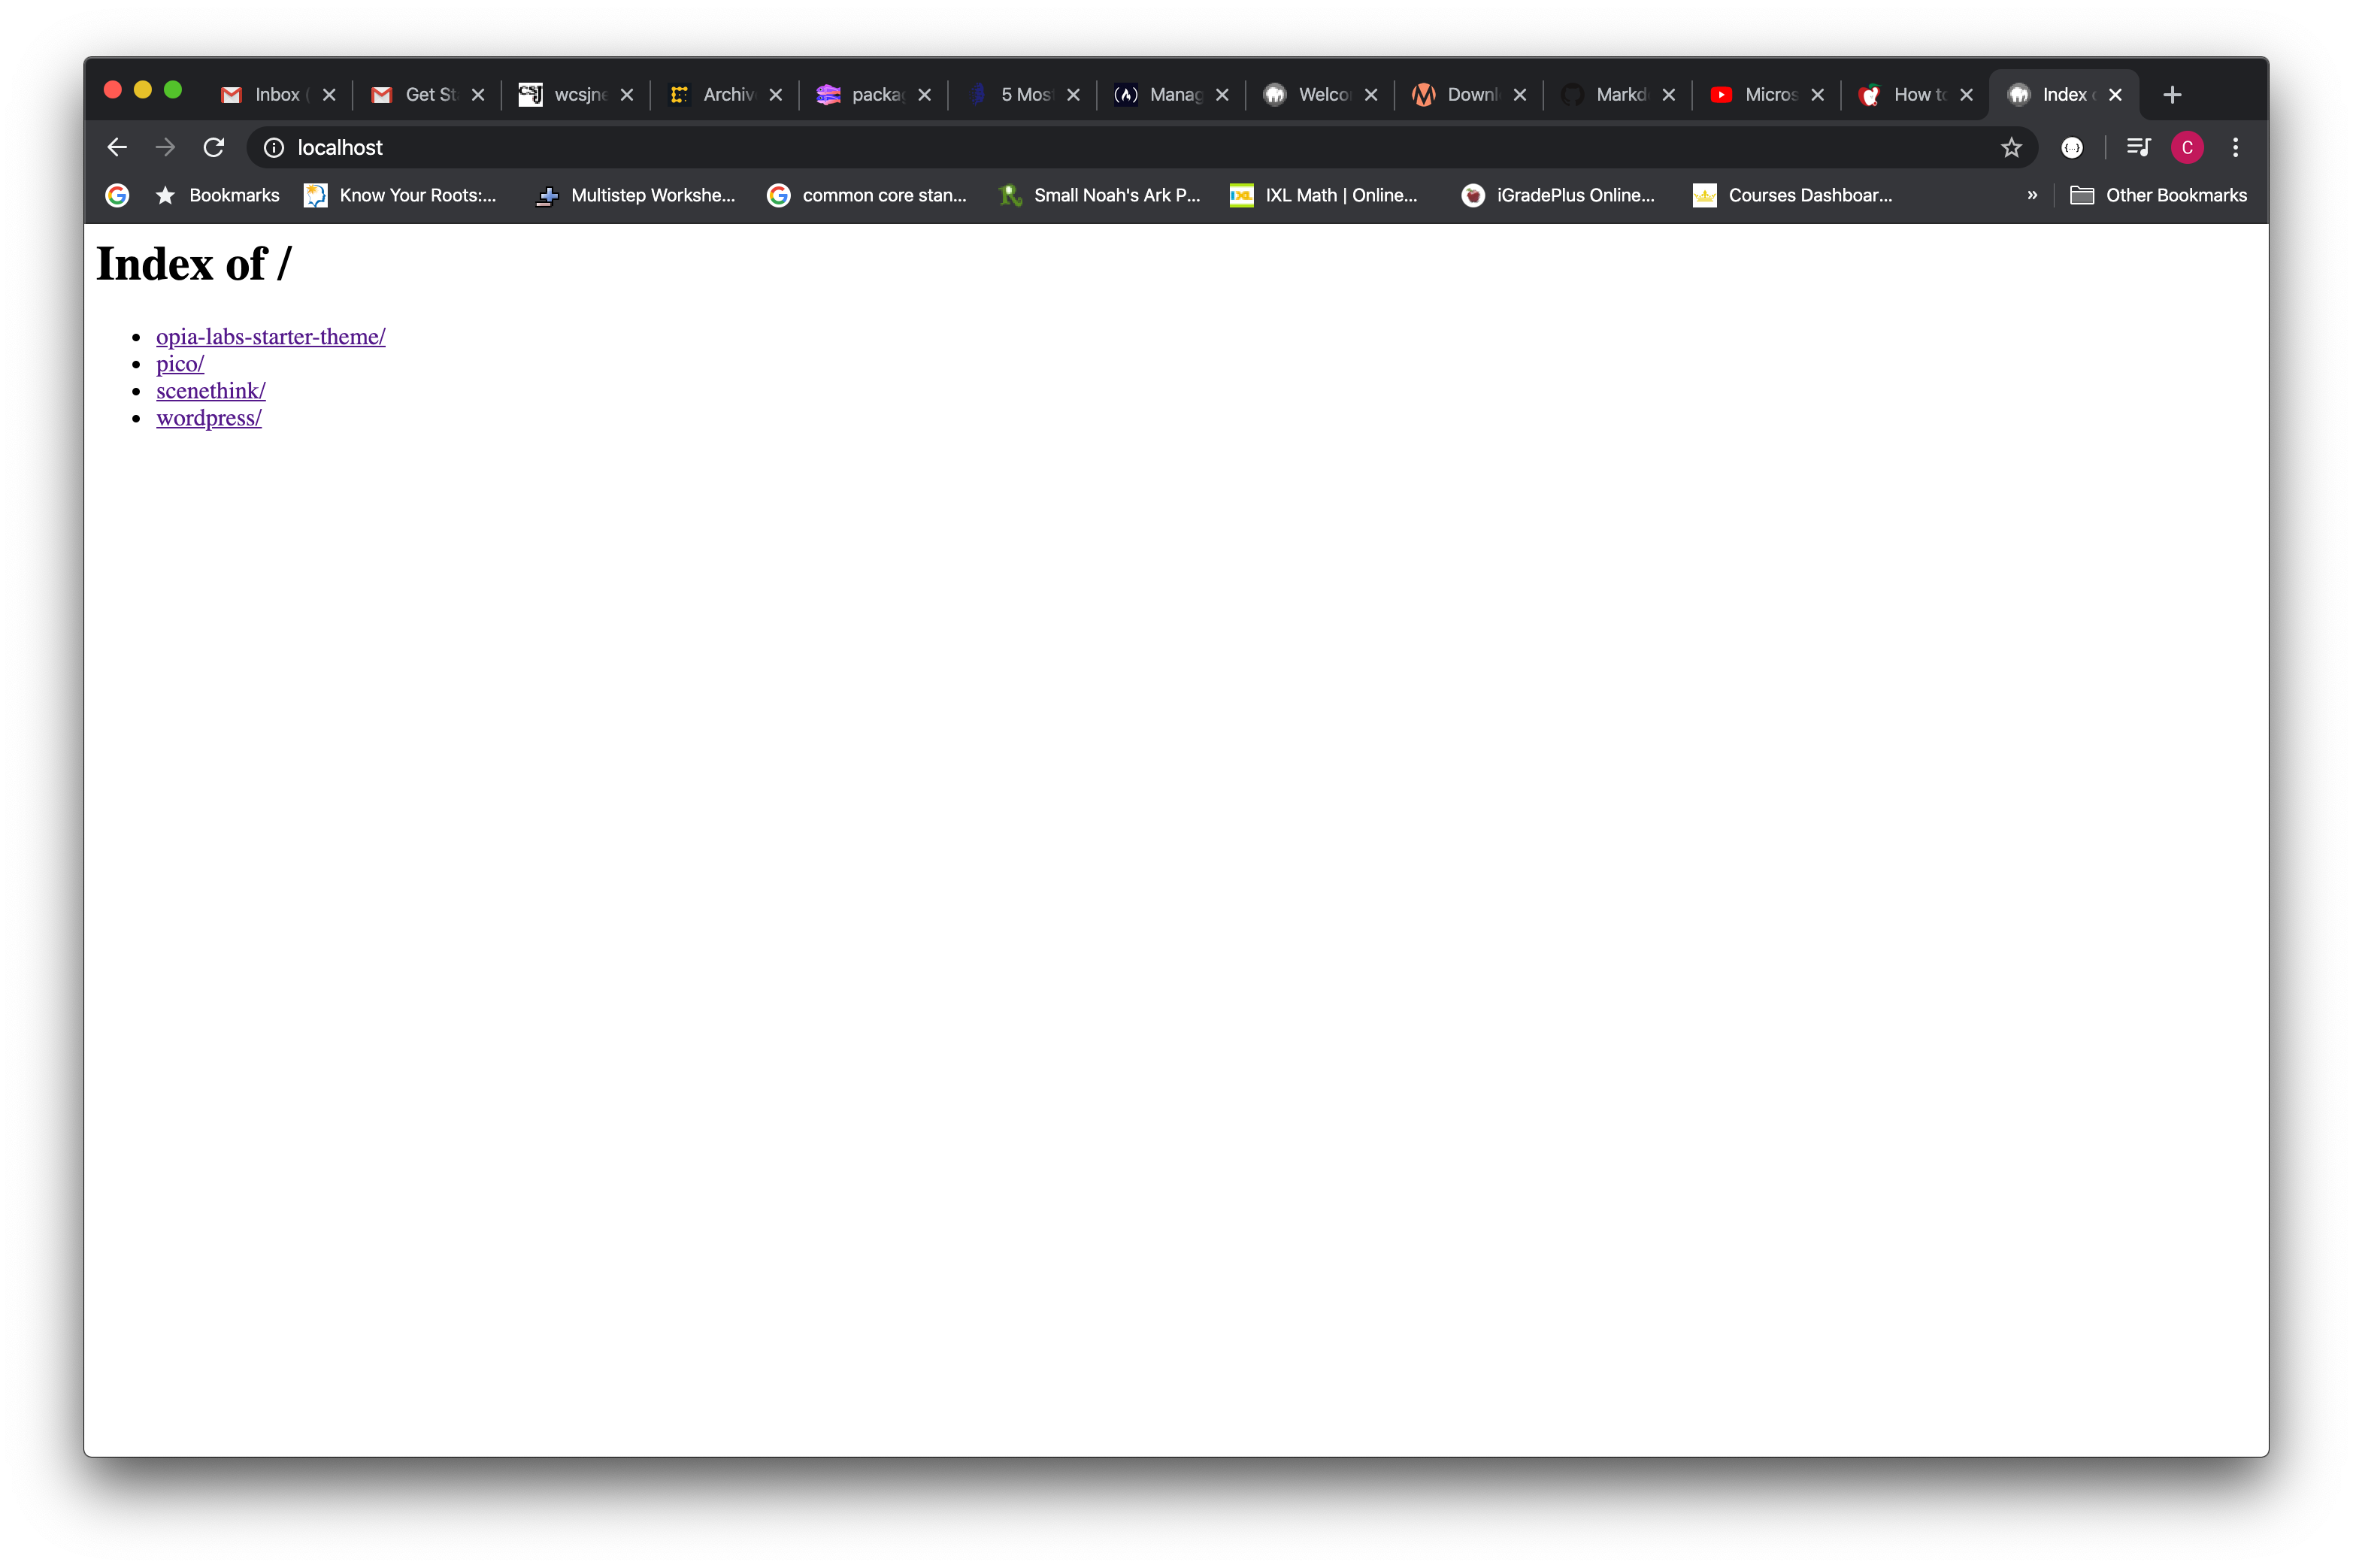 Inbox ( Get St wcsjne Archiv packa 5 Mos Manag Welco Downl Markd Micros How to Index
localhost C
Bookmarks Know Your Roots:... Multistep Workshe... common core stan... Small Noah's Ark P... IXL Math | Online... iGradePlus Online... Courses Dashboar... » Other Bookmarks
Index of /
opia-labs-starter-theme/
pico/
scenethink/
wordpress/